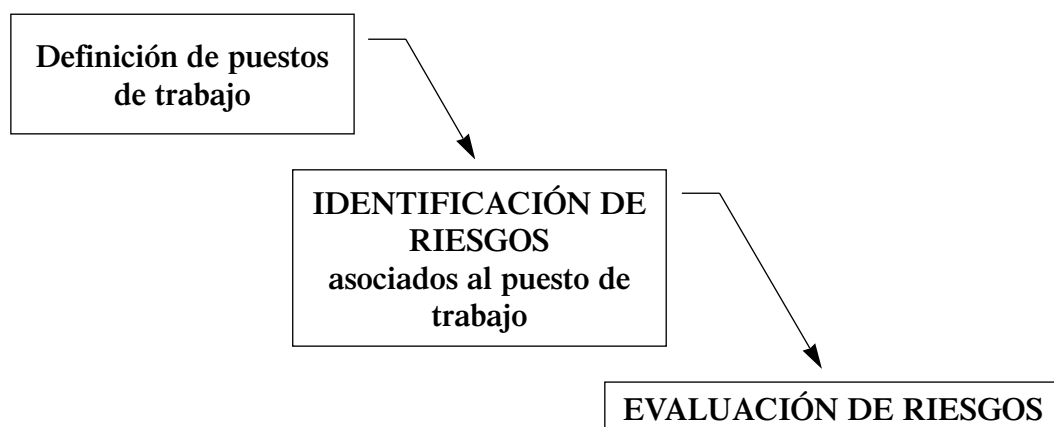 Definición de puestos
de trabajo
IDENTIFICACIÓN DE
RIESGOS
asociados al puesto de
trabajo
EVALUACIÓN DE RIESGOS